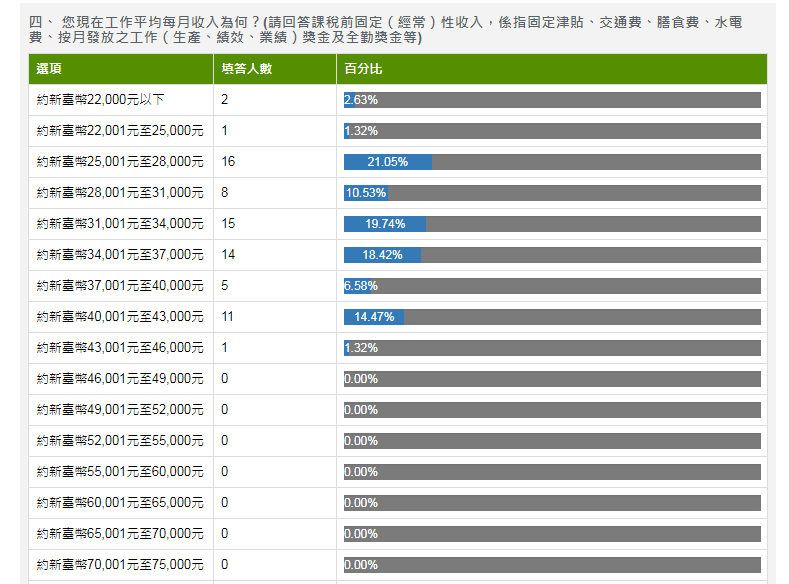 四、 您現在工作平均每月收入為何？(請回答課稅前固定（經常）性收入，係指固定津貼、交通費、膳食費、水電
費、按月發放之工作（生產、績效、業績）獎金及全勤獎金等)
選項 填答人數 百分比
約新臺幣22,000元以下 2 2.63%
約新臺幣22,001元至25,000元 1 1.32%
約新臺幣25,001元至28,000元 16 21.05%
約新臺幣28,001元至31,000元 8 10.53%
約新臺幣31,001元至34,000元 15 19.74%
約新臺幣34,001元至37,000元 14 18.42%
約新臺幣37,001元至40,000元 5 6.58%
約新臺幣40,001元至43,000元 11 14.47%
約新臺幣43,001元至46,000元 1 1.32%
約新臺幣46,001元至49,000元 0 0.00%
約新臺幣49,001元至52,000元 0 0.00%
約新臺幣52,001元至55,000元 0 0.00%
約新臺幣55,001元至60,000元 0 0.00%
約新臺幣60,001元至65,000元 0 0.00%
約新臺幣65,001元至70,000元 0 0.00%
約新臺幣70,001元至75,000元 0 0.00%